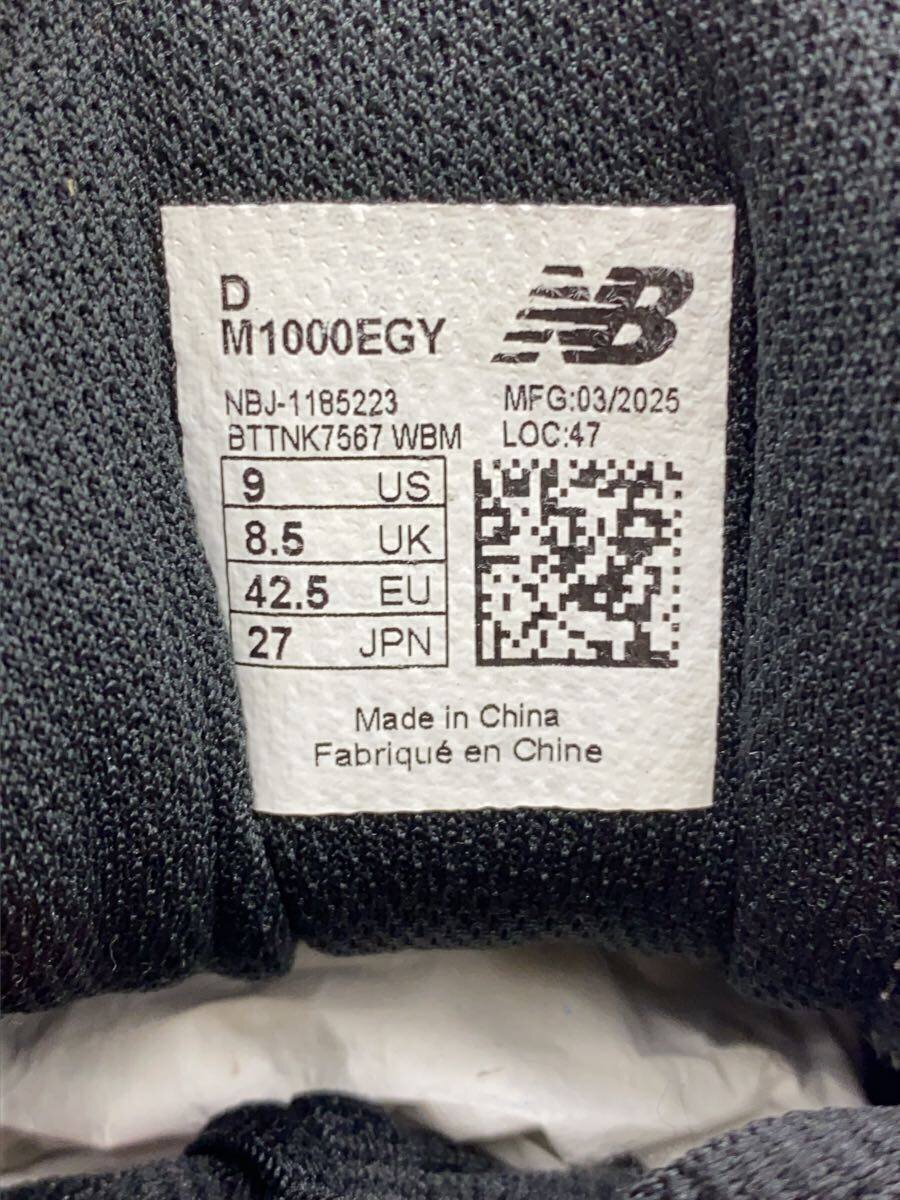 D
M1000EGY
NB
NBJ-1185223
MFG:03/2025
BTTNK7567 WBM
LOC:47
9 US
8.5 UK
42.5 EU
27 JPN
Made in China
Fabriqué en Chine